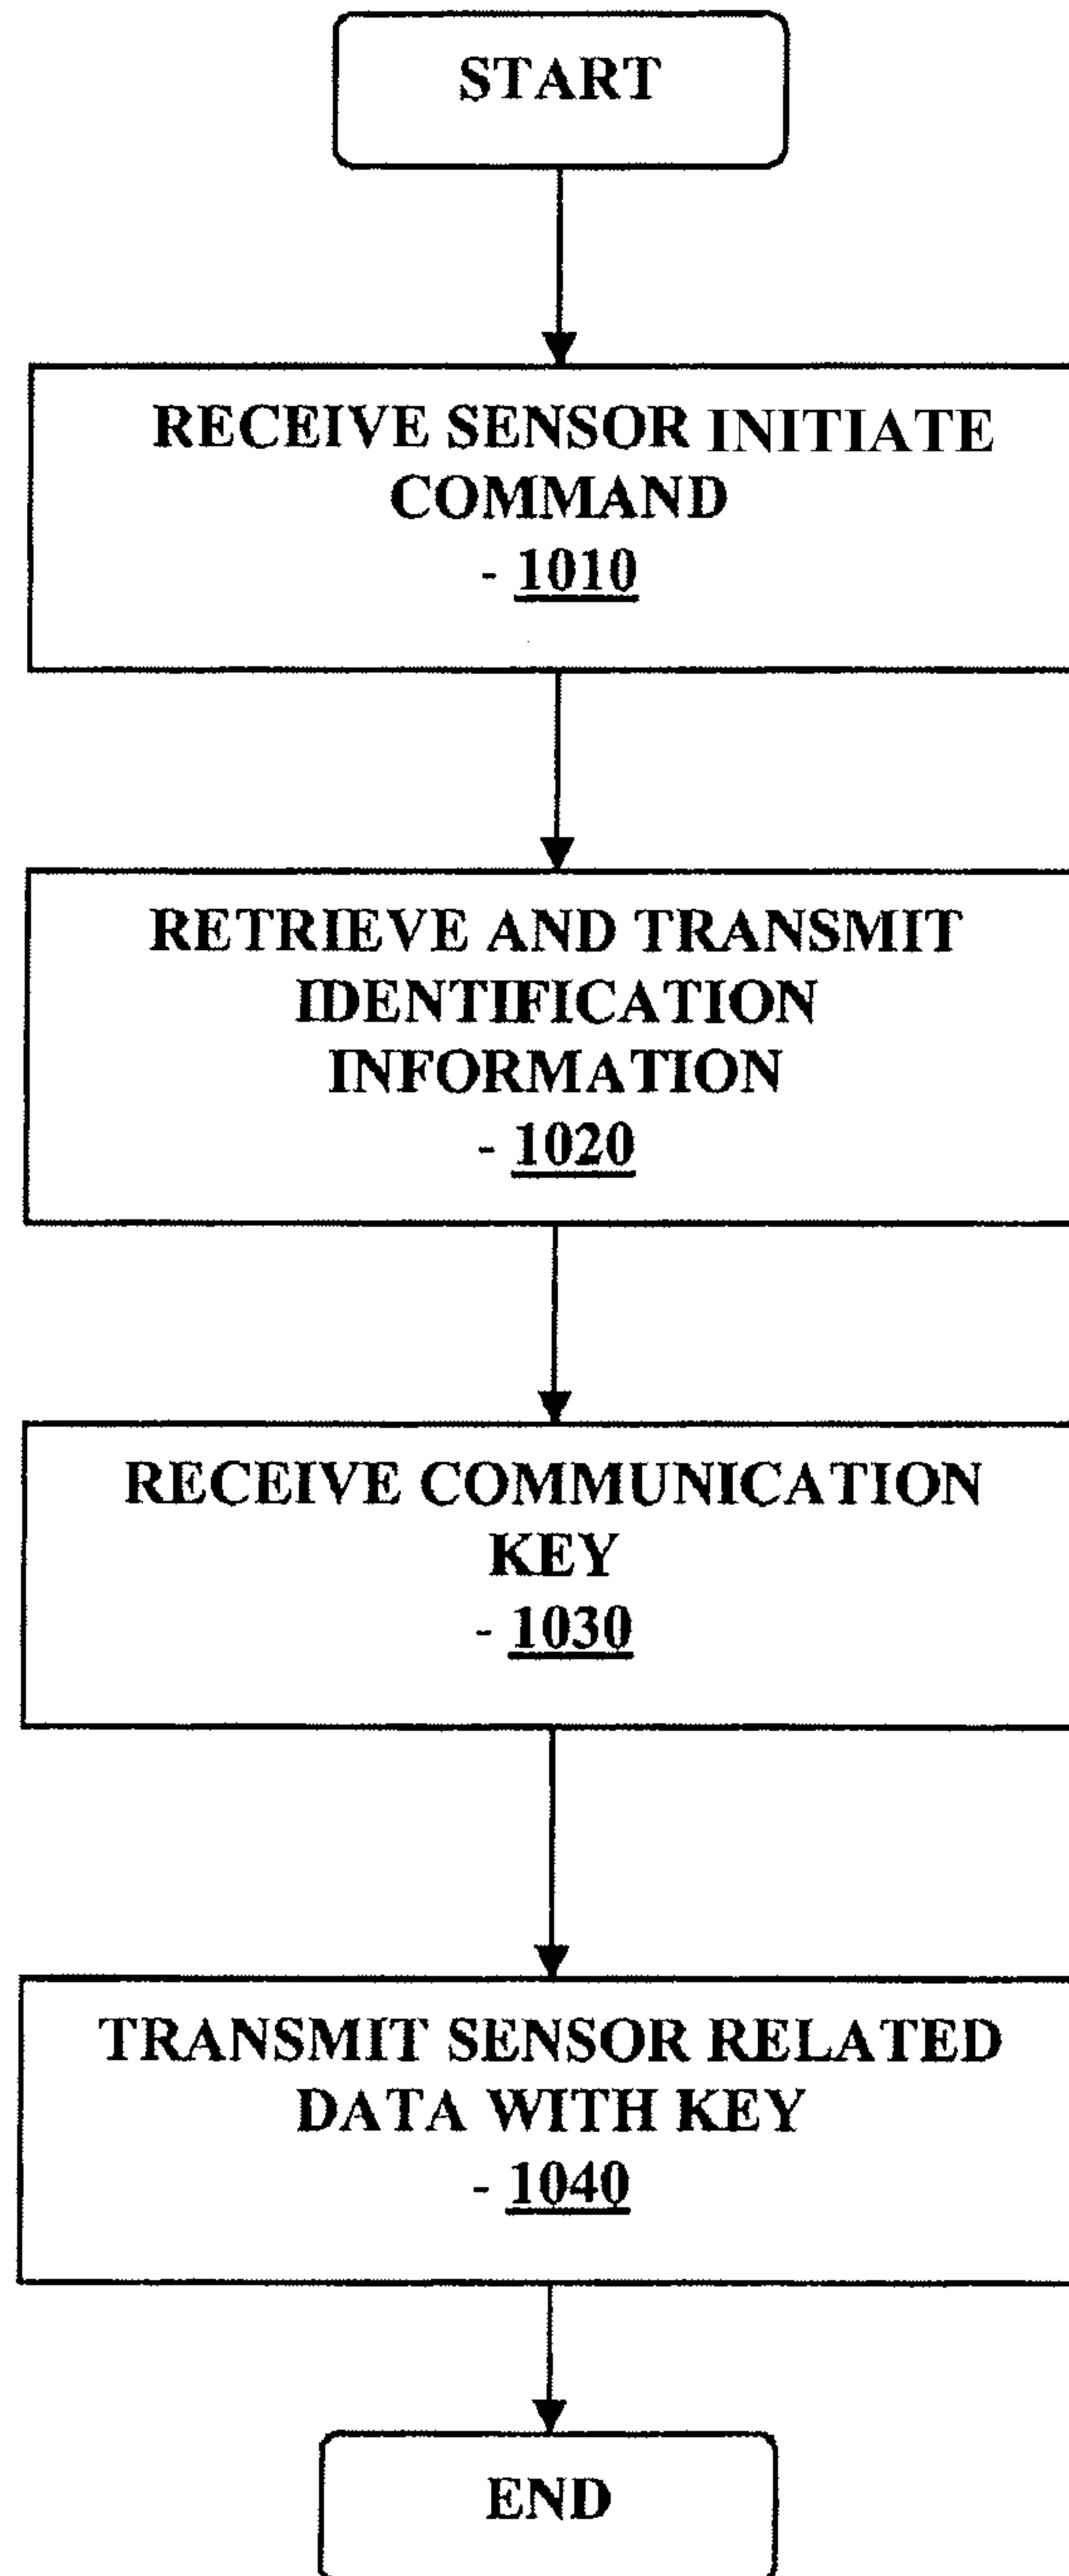 START
RECEIVE SENSOR INITIATE
COMMAND
- 1010
RETRIEVE AND TRANSMIT
IDENTIFICATION
INFORMATION
- 1020
RECEIVE COMMUNICATION
KEY
- 1030
TRANSMIT SENSOR RELATED
DATA WITH KEY
- 1040
END